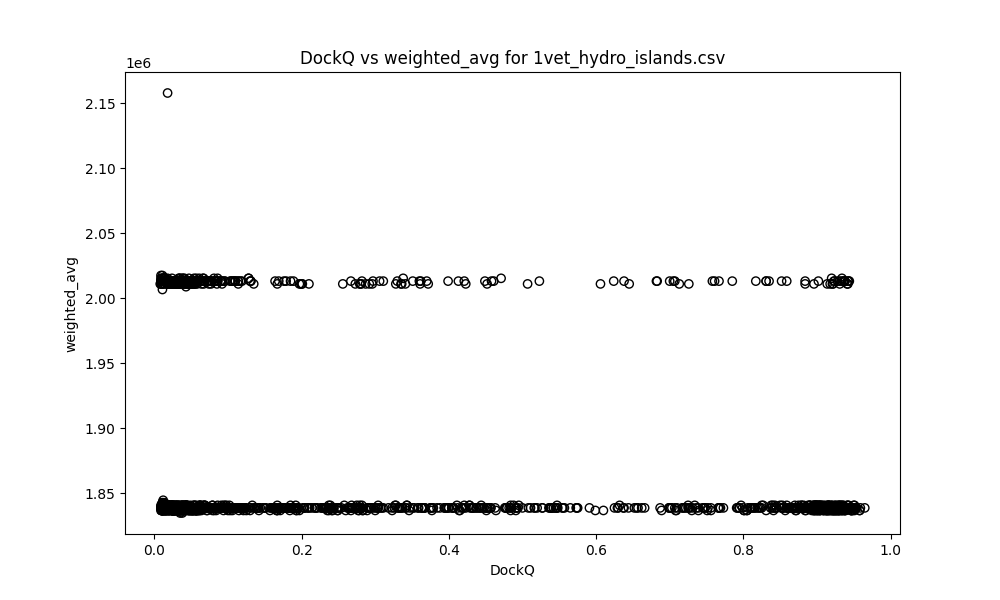 DockQ vs weighted_avg for 1vet_hydro_islands.csv
1e6
2.15
2.10
2.05
2.00
1.95
1.90
1.85
weighted_avg
0.0 0.2 0.4 0.6 0.8 1.0
DockQ